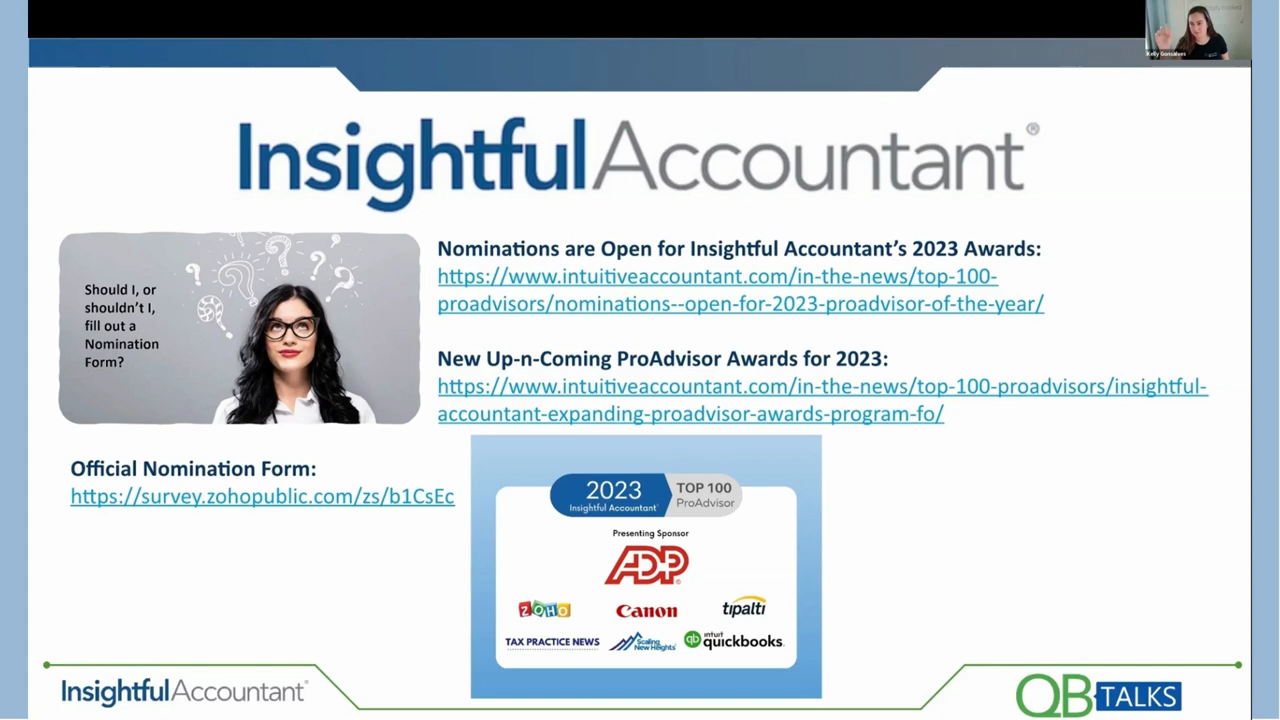 Kelly Gonsalves
InsightfulAccountant®
Should I, or
shouldn't I,
fill out a
Nomination
Form?
Nominations are Open for Insightful Accountant's 2023 Awards:
https://www.intuitiveaccountant.com/in-the-news/top-100-
proadvisors/nominations--open-for-2023-proadvisor-of-the-year/
New Up-n-Coming ProAdvisor Awards for 2023:
https://www.intuitiveaccountant.com/in-the-news/top-100-proadvisors/insightful-
accountant-expanding-proadvisor-awards-program-fo/
Official Nomination Form:
https://survey.zohopublic.com/zs/b1CsEc
2023
Insightful Accountant
TOP 100
ProAdvisor
Presenting Sponsor
ADP
ZOHO
Canon
tipalti
TAX PRACTICE NEWS
Scaling
New Heights
qb intuit
quickbooks.
InsightfulAccountant
QB TALKS